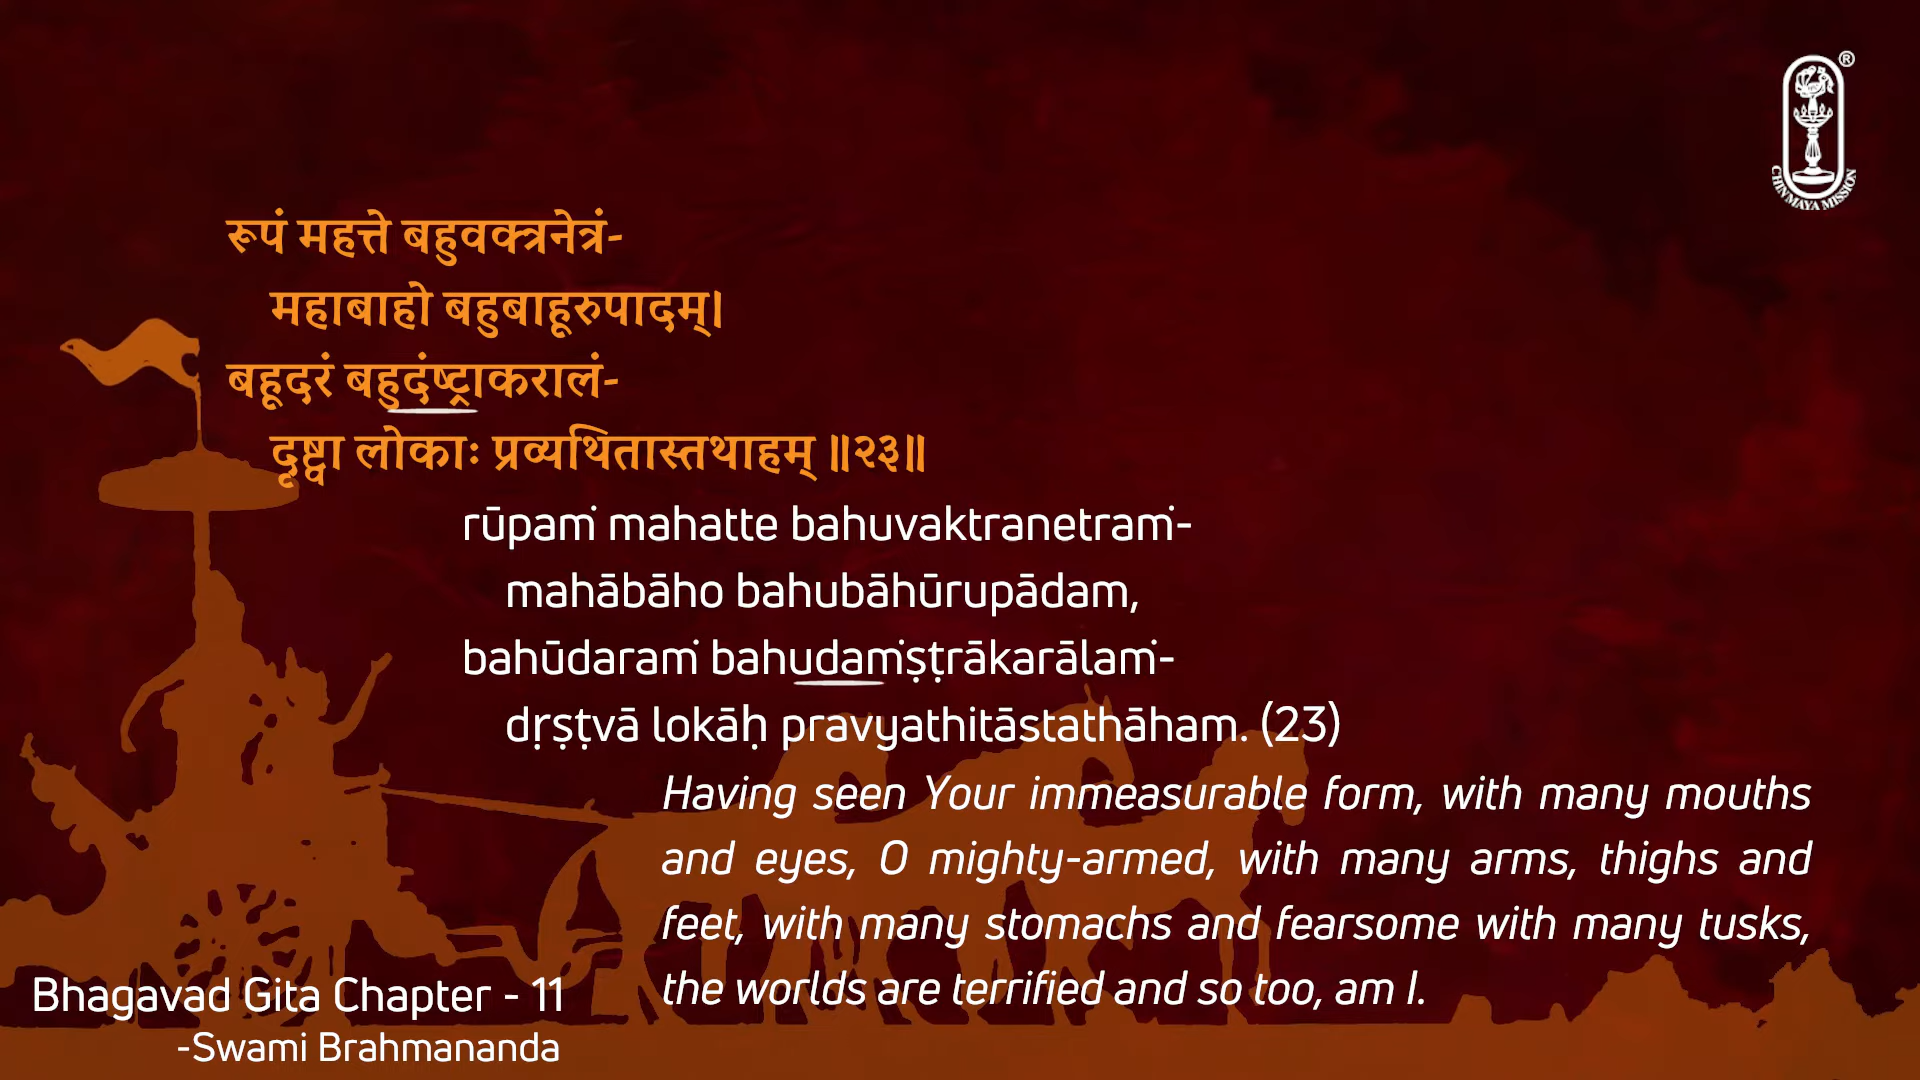 ®
CHINMAYA MISSION
रूपं महत्ते बहुवक्त्रनेत्रं-
महाबाहो बहुबाहूरुपादम्।
बहूदरं बहुदंष्ट्राकरालं-
दृष्ट्वा लोकाः प्रव्यथितास्तथाहम् ॥२३॥
rūpaṁ mahatte bahuvaktranetraṁ-
mahābāho bahubāhūrupādam,
bahūdaraṁ bahudaṁṣṭrākarālaṁ-
dṛṣṭvā lokāḥ pravyathitāstathāham. (23)
Having seen Your immeasurable form, with many mouths
and eyes, O mighty-armed, with many arms, thighs and
feet, with many stomachs and fearsome with many tusks,
the worlds are terrified and so too, am I.
Bhagavad Gita Chapter - 11
-Swami Brahmananda